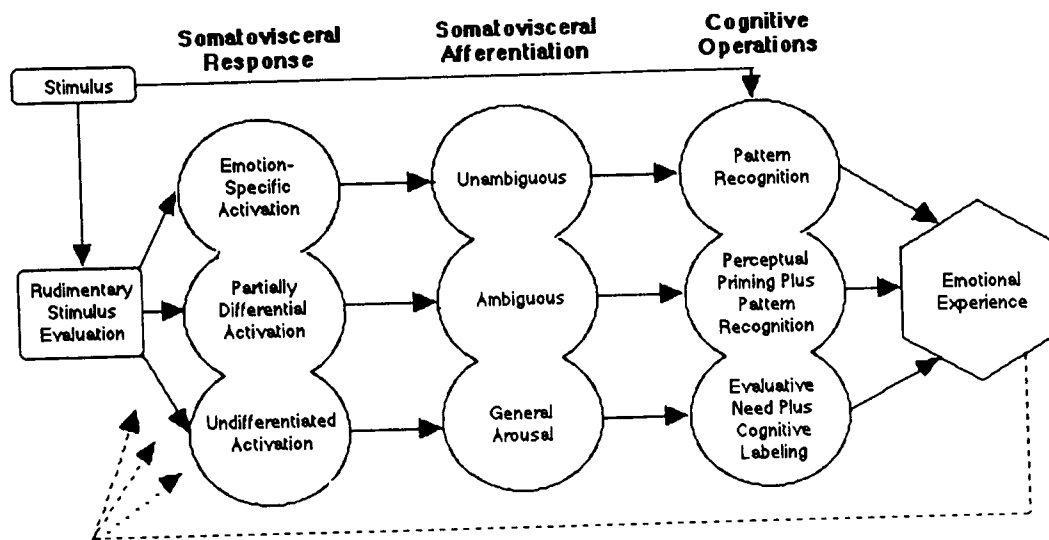 Somatovisceral
Response
Somatovisceral
Afferentiation
Cognitive
Operations
Stimulus
Emotion-
Specific
Activation
Unambiguous
Pattern
Recognition
Rudimentary
Stimulus
Evaluation
Partially
Differential
Activation
Ambiguous
Perceptual
Priming Plus
Pattern
Recognition
Emotional
Experience
Undifferentiated
Activation
General
Arousal
Evaluative
Need Plus
Cognitive
Labeling